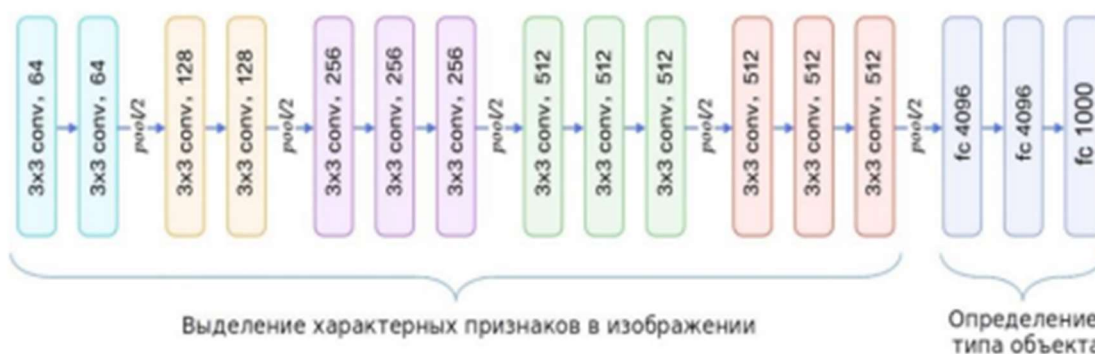 3x3 conv, 64
3x3 conv, 64
pool/2
3x3 conv, 128
3x3 conv, 128
pool/2
3x3 conv, 256
3x3 conv, 256
3x3 conv, 256
pool/2
3x3 conv, 512
3x3 conv, 512
3x3 conv, 512
pool/2
3x3 conv, 512
3x3 conv, 512
3x3 conv, 512
pool/2
fc 4096
fc 4096
fc 1000
Выделение характерных признаков в изображении
Определение
типа объекта